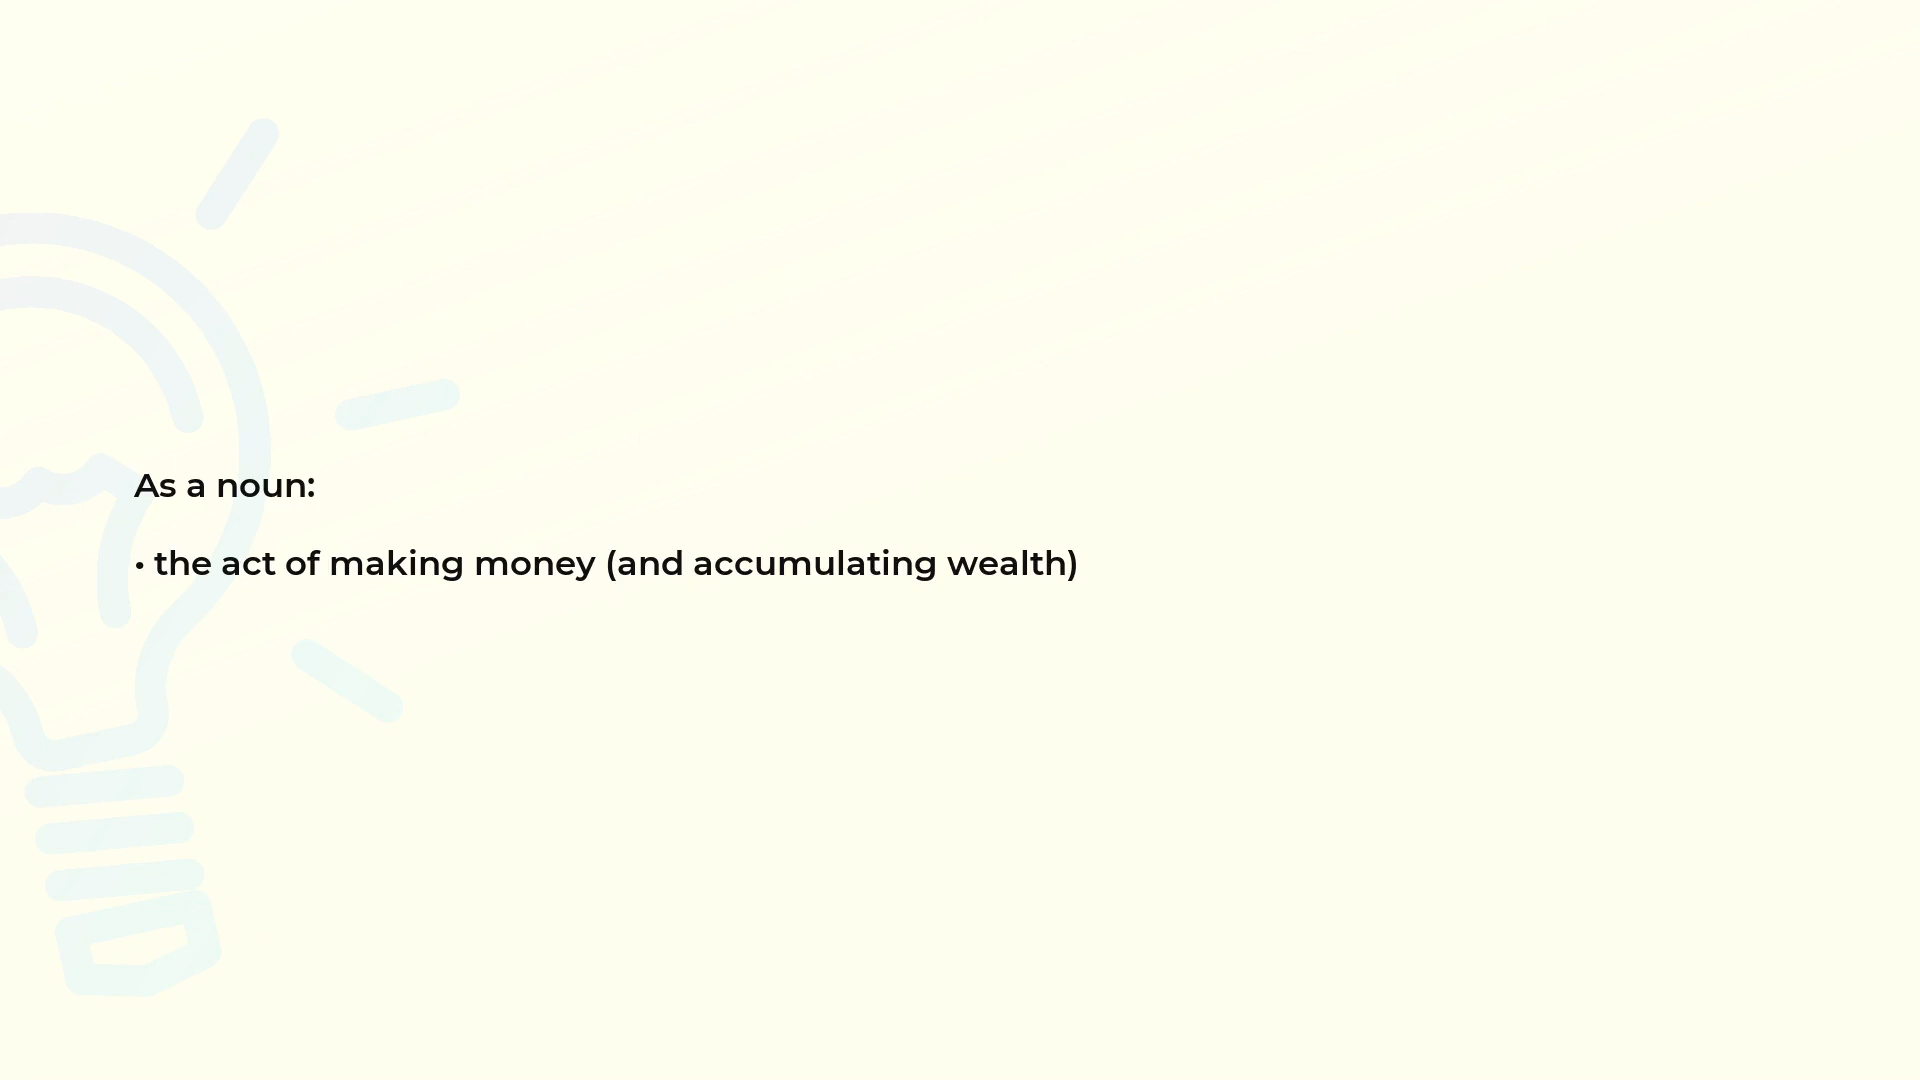 As a noun:
• the act of making money (and accumulating wealth)